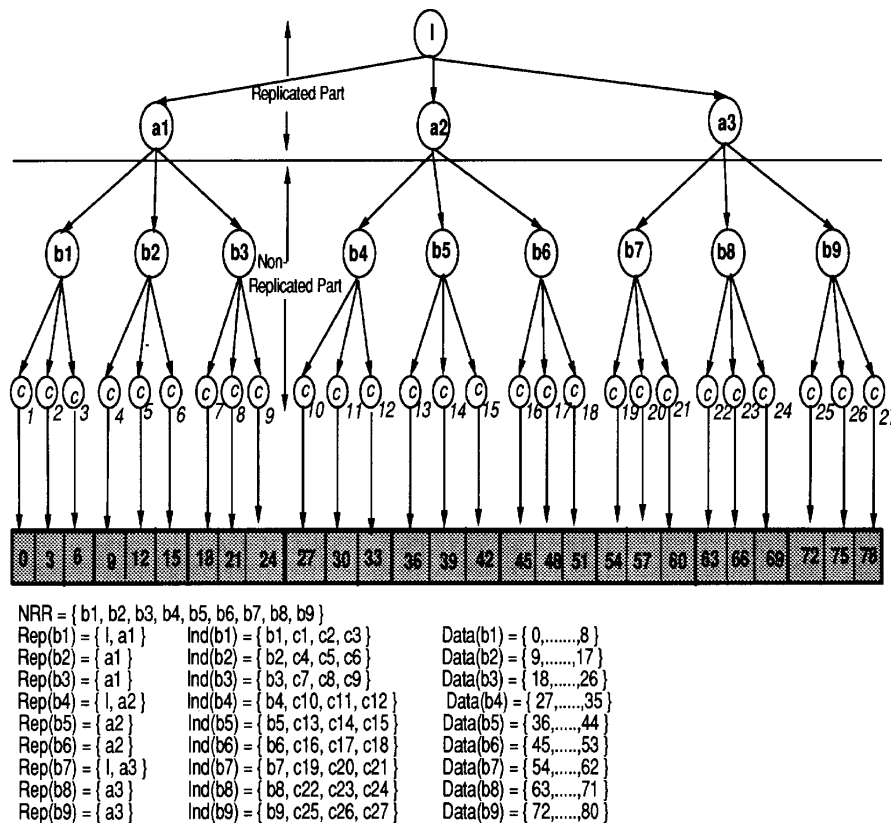 I
Replicated Part
a1 a2 a3
b1 b2 b3 b4 b5 b6 b7 b8 b9
Non-
Replicated Part
c c c c c c c c c c c c c c c c c c c c c c c c c c c
1 2 3 4 5 6 7 8 9 10 11 12 13 14 15 16 17 18 19 20 21 22 23 24 25 26 27
0 3 6 9 12 15 18 21 24 27 30 33 36 39 42 45 48 51 54 57 60 63 66 69 72 75 78
NRR = { b1, b2, b3, b4, b5, b6, b7, b8, b9 }
Rep(b1) = { I, a1 } Ind(b1) = { b1, c1, c2, c3 } Data(b1) = { 0,.......,8 }
Rep(b2) = { a1 } Ind(b2) = { b2, c4, c5, c6 } Data(b2) = { 9,......,17 }
Rep(b3) = { a1 } Ind(b3) = { b3, c7, c8, c9 } Data(b3) = { 18,.....,26 }
Rep(b4) = { I, a2 } Ind(b4) = { b4, c10, c11, c12 } Data(b4) = { 27,.....,35 }
Rep(b5) = { a2 } Ind(b5) = { b5, c13, c14, c15 } Data(b5) = { 36,.....,44 }
Rep(b6) = { a2 } Ind(b6) = { b6, c16, c17, c18 } Data(b6) = { 45,.....,53 }
Rep(b7) = { I, a3 } Ind(b7) = { b7, c19, c20, c21 } Data(b7) = { 54,.....,62 }
Rep(b8) = { a3 } Ind(b8) = { b8, c22, c23, c24 } Data(b8) = { 63,.....,71 }
Rep(b9) = { a3 } Ind(b9) = { b9, c25, c26, c27 } Data(b9) = { 72,.....,80 }